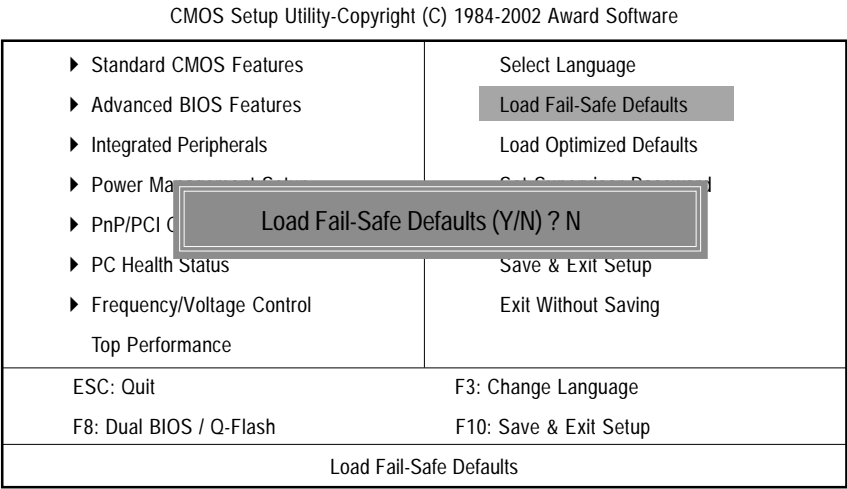 CMOS Setup Utility-Copyright (C) 1984-2002 Award Software
Standard CMOS Features
Advanced BIOS Features
Integrated Peripherals
Power
PnP/PCI
PC Health Status
Frequency/Voltage Control
Top Performance
Select Language
Load Fail-Safe Defaults
Load Optimized Defaults
Save & Exit Setup
Exit Without Saving
Load Fail-Safe Defaults (Y/N) ? N
ESC: Quit
F3: Change Language
F8: Dual BIOS / Q-Flash
F10: Save & Exit Setup
Load Fail-Safe Defaults